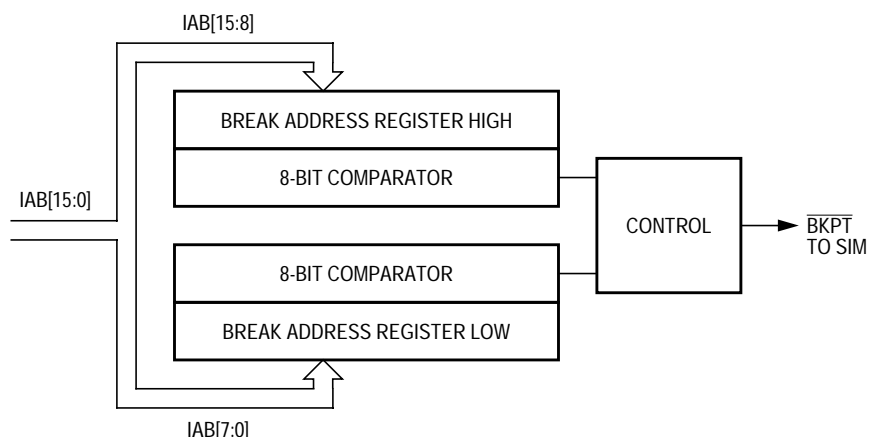 IAB[15:8]
BREAK ADDRESS REGISTER HIGH
8-BIT COMPARATOR
IAB[15:0]
CONTROL
BKPT
TO SIM
8-BIT COMPARATOR
BREAK ADDRESS REGISTER LOW
IAB[7:0]